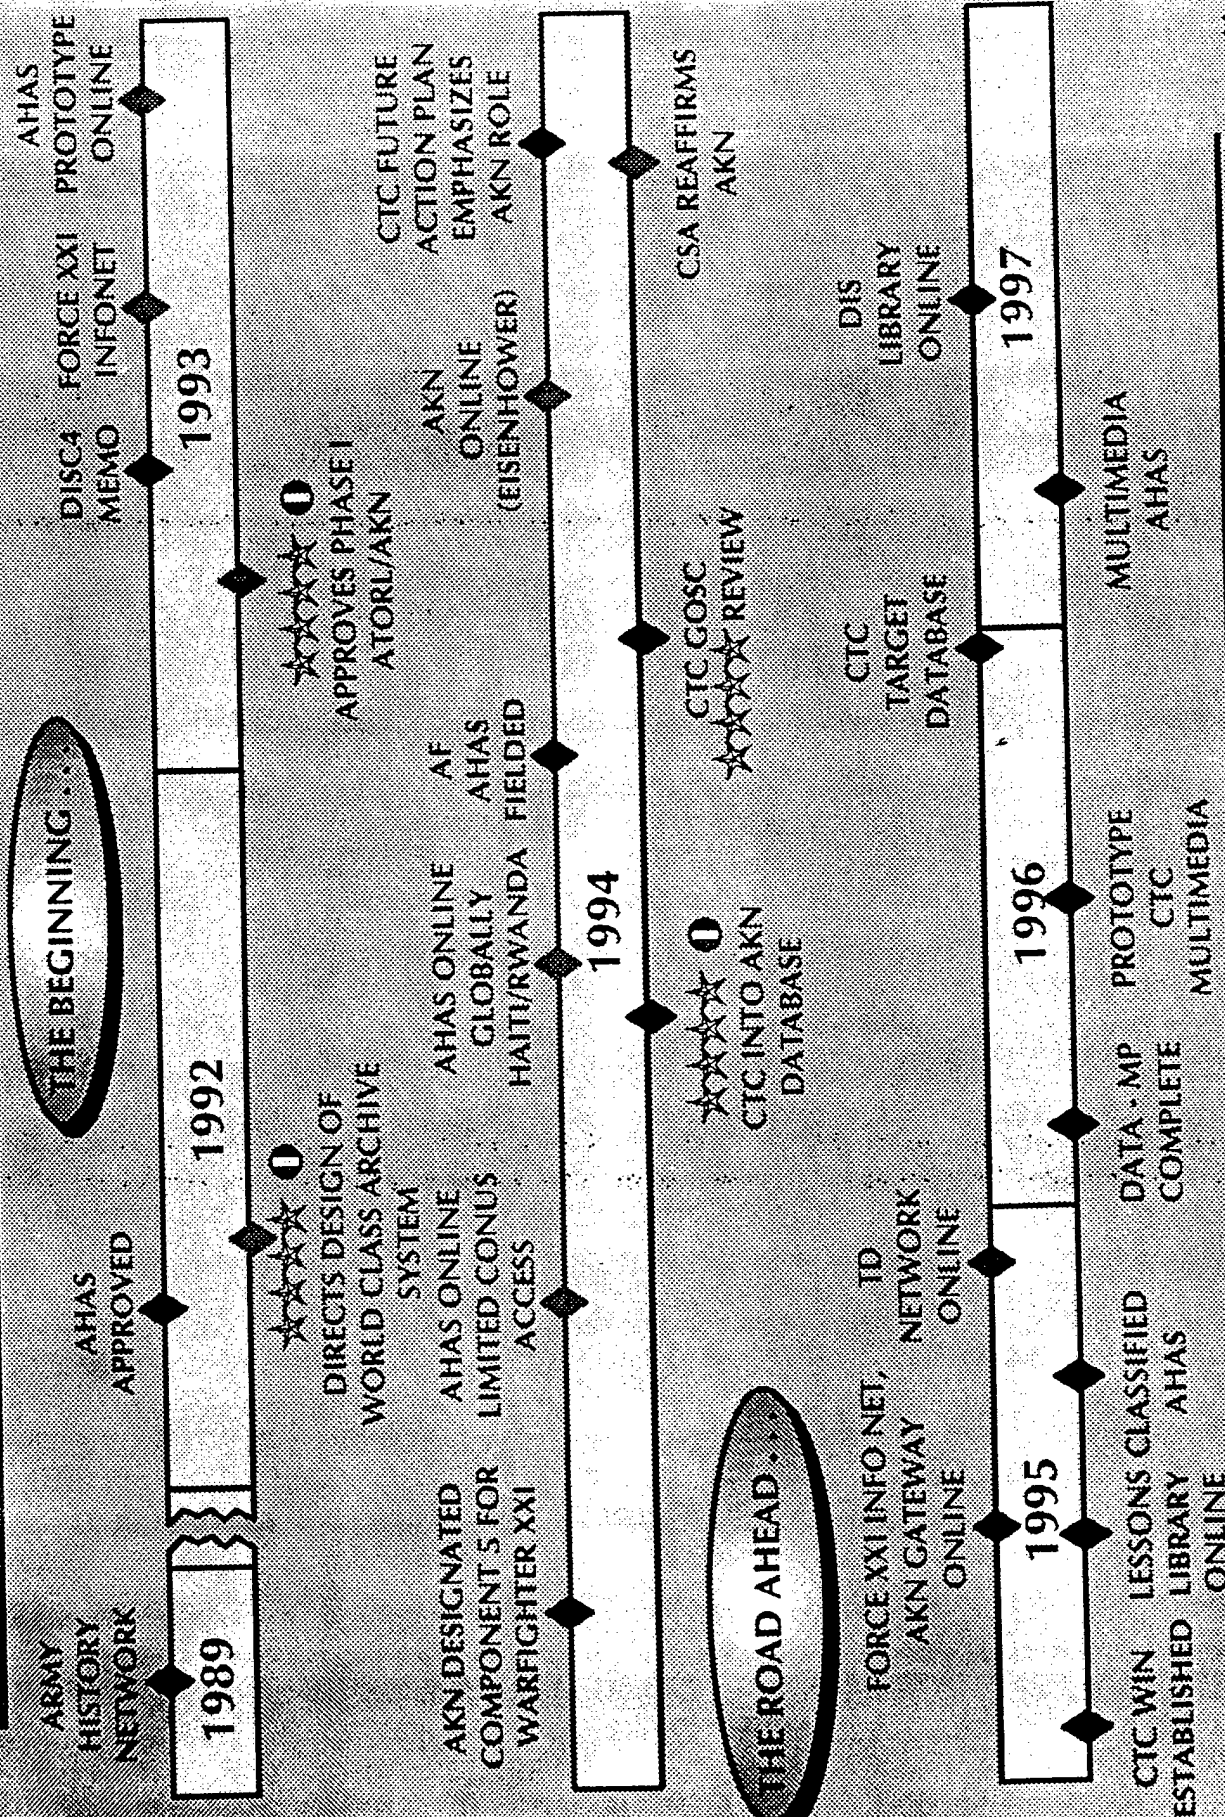 THE BEGINNING . . . .
ARMY
HISTORY
NETWORK
AHAS
APPROVED
DISC4
MEMO
FORCE XXI
INFONET
AHAS
PROTOTYPE
ONLINE
1989
1992
1993
DIRECTS DESIGN OF
WORLD CLASS ARCHIVE
SYSTEM
APPROVES PHASE I
ATORL/AKN
AKN DESIGNATED
COMPONENT 5 FOR
WARFIGHTER XXI
AHAS ONLINE
LIMITED CONUS
ACCESS
AHAS ONLINE
GLOBALLY
HAITI/RWANDA
AF
AHAS
FIELDED
AKN
ONLINE
(EISENHOWER)
CTC FUTURE
ACTION PLAN
EMPHASIZES
AKN ROLE
1994
CTC INTO AKN
DATABASE
CTC GOSC
REVIEW
CSA REAFFIRMS
AKN
THE ROAD AHEAD . . . .
FORCE XXI INFO NET,
AKN GATEWAY
ONLINE
TD
NETWORK
ONLINE
CTC
TARGET
DATABASE
DIS
LIBRARY
ONLINE
1995
1996
1997
CTC WIN
ESTABLISHED
LESSONS
LIBRARY
ONLINE
CLASSIFIED
AHAS
DATA - MP
COMPLETE
PROTOTYPE
CTC
MULTIMEDIA
MULTIMEDIA
AHAS